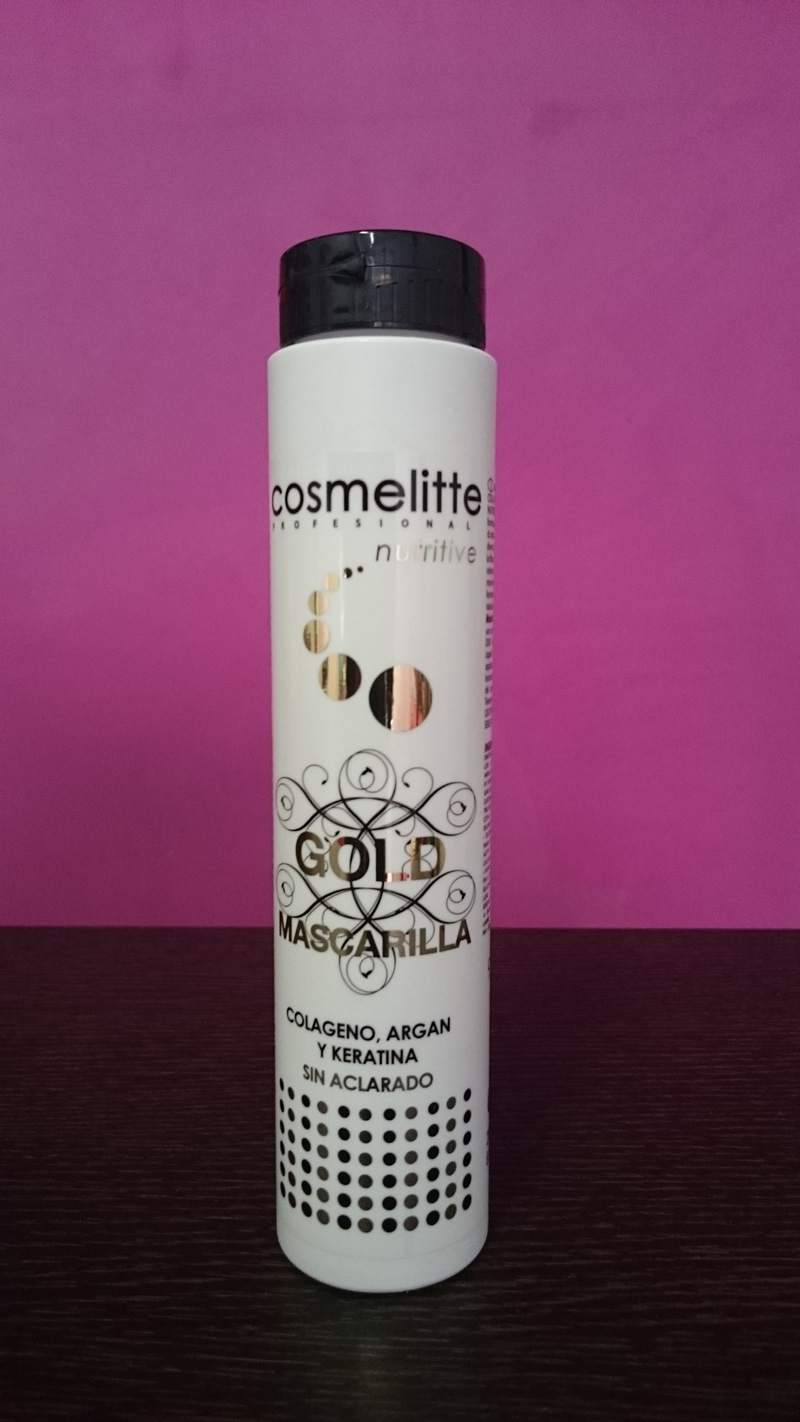 cosmelitte
PROFESIONAL
nutritive
GOLD
MASCARILLA
COLAGENO, ARGAN
Y KERATINA
SIN ACLARADO